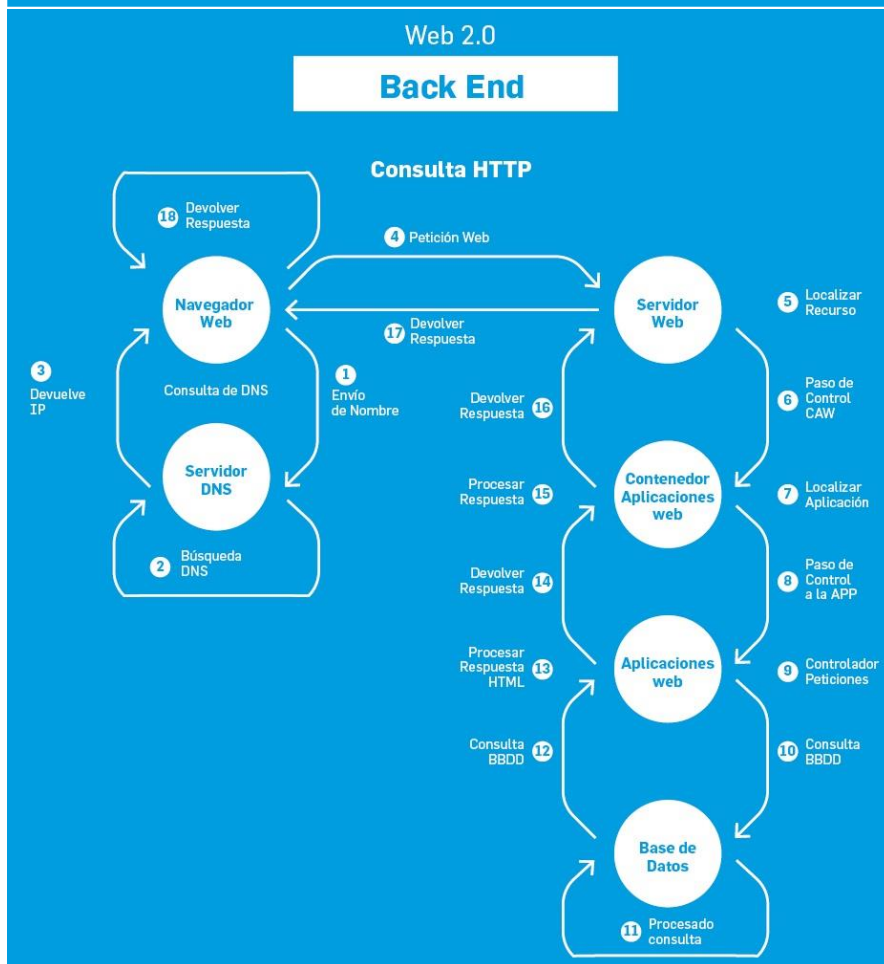 Web 2.0
Back End
Consulta HTTP
18 Devolver
Respuesta
4 Petición Web
Navegador
Web
Servidor
Web
5 Localizar
Recurso
17 Devolver
Respuesta
3
Devuelve
IP
Consulta de DNS
1
Envío
de Nombre
Devolver
Respuesta 16
6 Paso de
Control
CAW
Servidor
DNS
Procesar
Respuesta 15
Contenedor
Aplicaciones
web
7 Localizar
Aplicación
2 Búsqueda
DNS
Devolver
Respuesta 14
8 Paso de
Control
a la APP
Procesar
Respuesta
HTML 13
Aplicaciones
web
9 Controlador
Peticiones
Consulta
BBDD 12
10 Consulta
BBDD
Base de
Datos
11 Procesado
consulta